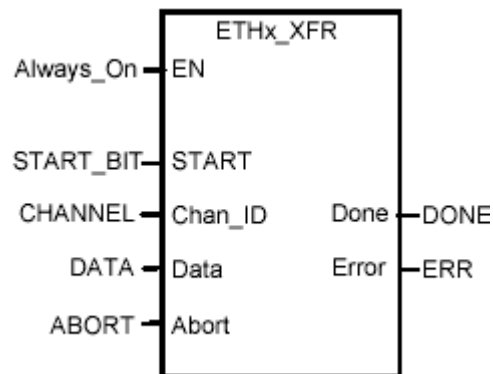 ETHx_XFR
Always_On EN
START_BIT START
CHANNEL Chan_ID Done DONE
DATA Data Error ERR
ABORT Abort